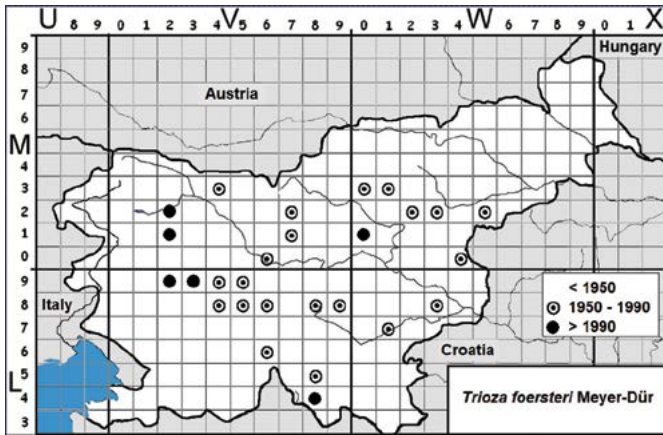 U 8 9 0 1 2 3 4 V 5 6 7 8 9 0 1 2 3 4 W 5 6 7 8 9 0 1 X
9
Hungary
8
Austria
7
6
M
4
3
2
1
0
9
< 1950
Italy
8
1950 - 1990
7
> 1990
6
Croatia
5
L
4
Trioza foersteri Meyer-Dür
3